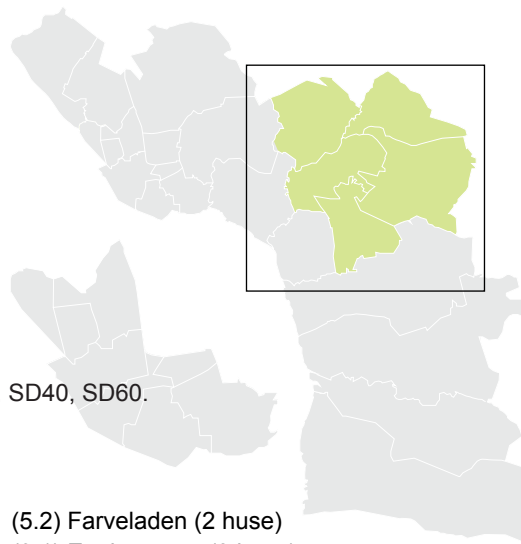 SD40, SD60.
(5.2) Farveladen (2 huse)